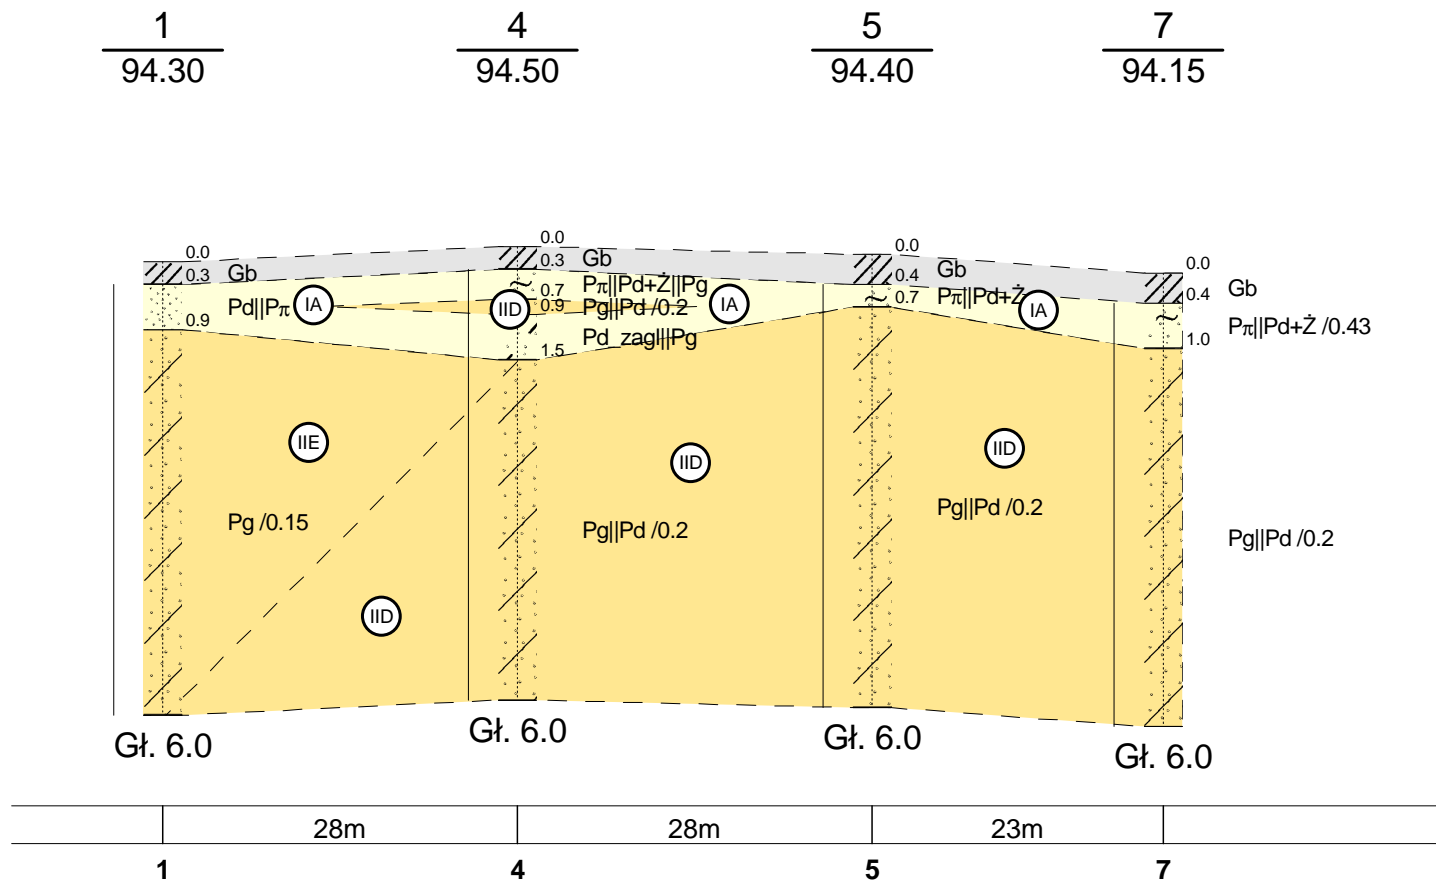 1 4 5 7
94.30 94.50 94.40 94.15
0.0 0.0 0.0 0.0
0.3 Gb 0.3 Gb 0.4 Gb 0.4 Gb
Pd||Pπ IA 0.7 Pπ||Pd+Ż||Pg IA 0.7 Pπ||Pd+Ż IA
IID 0.9 Pg||Pd /0.2
0.9 Pd_zagl||Pg 1.0 Pπ||Pd+Ż /0.43
1.5
IIE IID IID
Pg /0.15 Pg||Pd /0.2 Pg||Pd /0.2 Pg||Pd /0.2
IID
Gł. 6.0 Gł. 6.0 Gł. 6.0 Gł. 6.0
28m 28m 23m
1 4 5 7